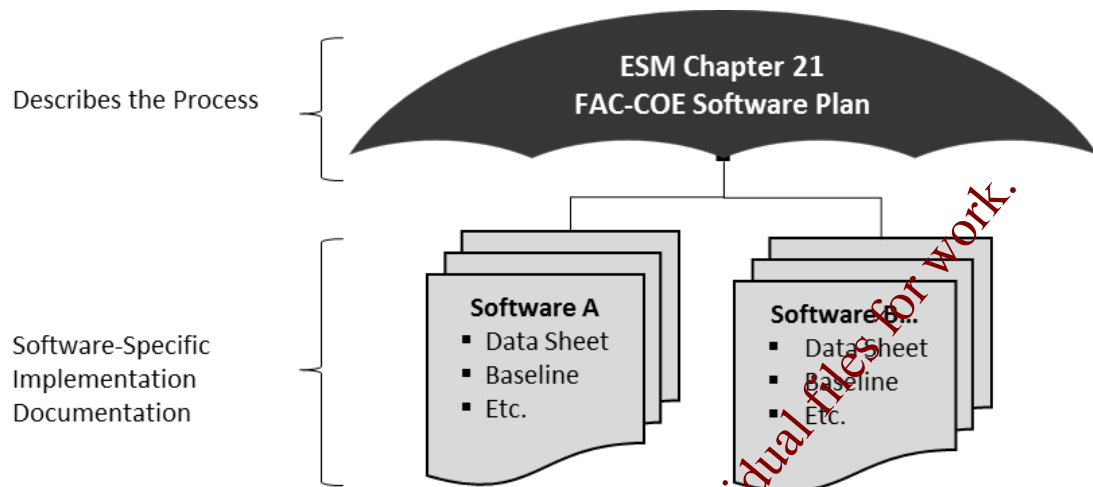 Describes the Process
ESM Chapter 21
FAC-COE Software Plan
Software-Specific
Implementation
Documentation
Software A
▪ Data Sheet
▪ Baseline
▪ Etc.
Software B...
▪ Data Sheet
▪ Baseline
▪ Etc.
files for work.